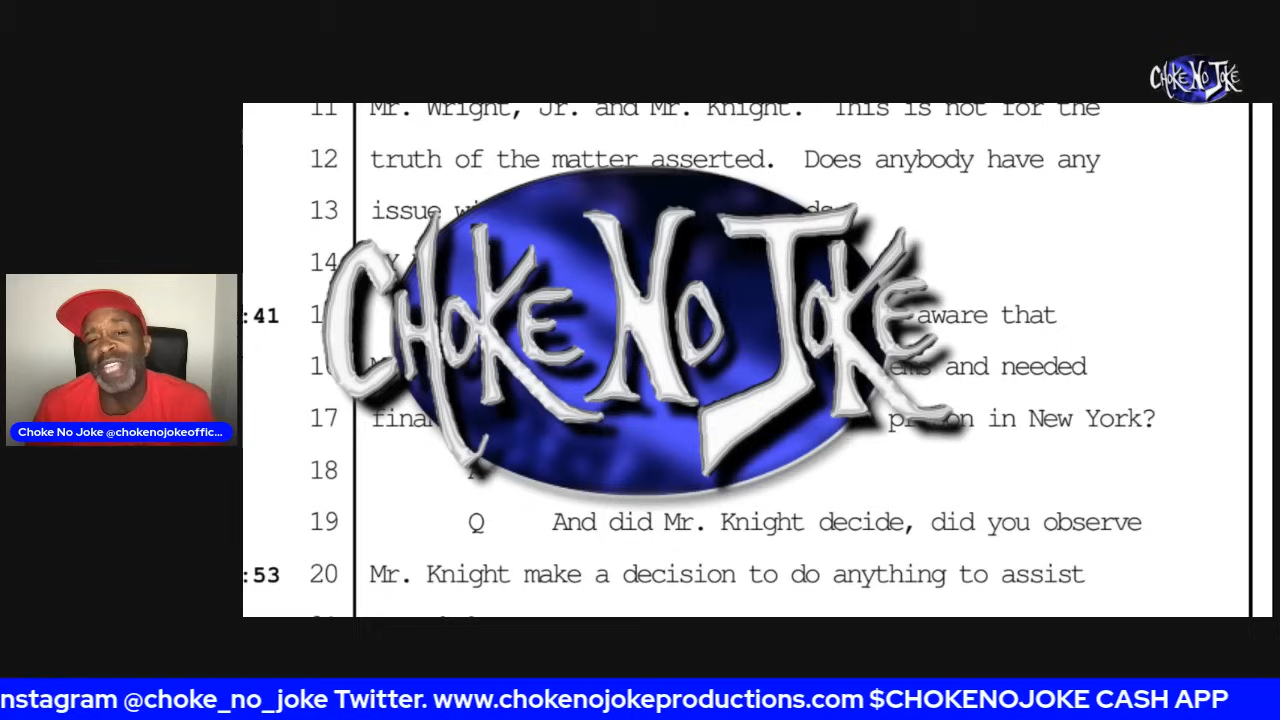 CHOKE NO JOKE
11 Mr. Wright, Jr. and Mr. Knight. This is not for the
12 truth of the matter asserted. Does anybody have any
13 issue
14
CHOKE NO JOKE
:41 aware that
and needed
17 in New York?
18
19 Q And did Mr. Knight decide, did you observe
:53 20 Mr. Knight make a decision to do anything to assist
Choke No Joke @chokenojokeoffic...
nstagram @choke_no_joke Twitter. www.chokenojokeproductions.com $CHOKENOJOKE CASH APP